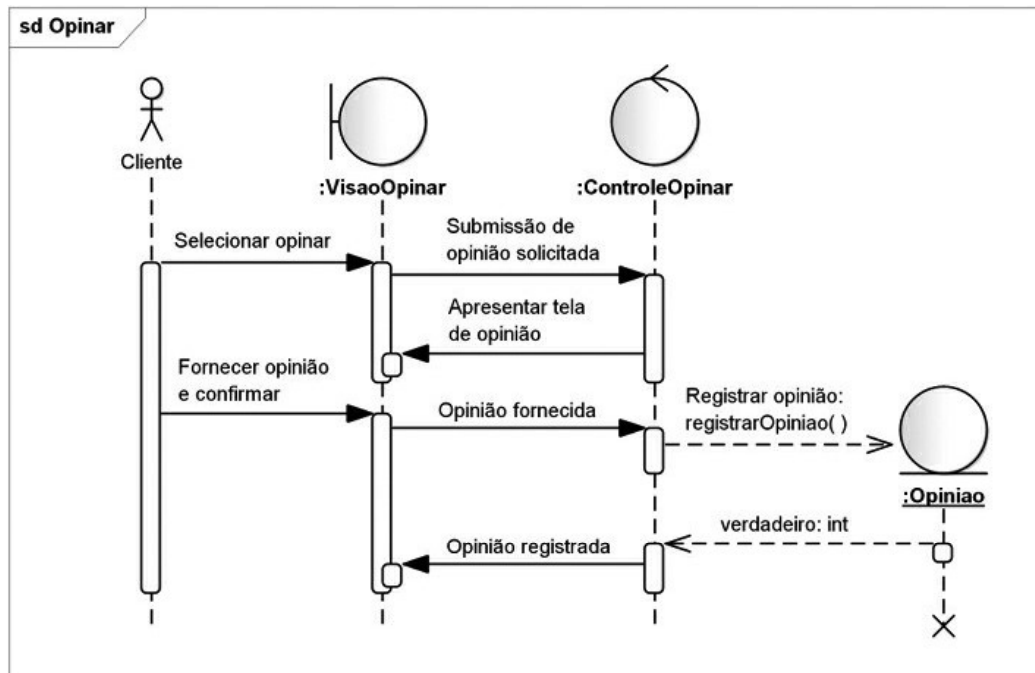 sd Opinar
Cliente
:VisaoOpinar
:ControleOpinar
Selecionar opinar
Submissão de
opinião solicitada
Apresentar tela
de opinião
Fornecer opinião
e confirmar
Opinião fornecida
Registrar opinião:
registrarOpiniao( )
:Opiniao
verdadeiro: int
Opinião registrada